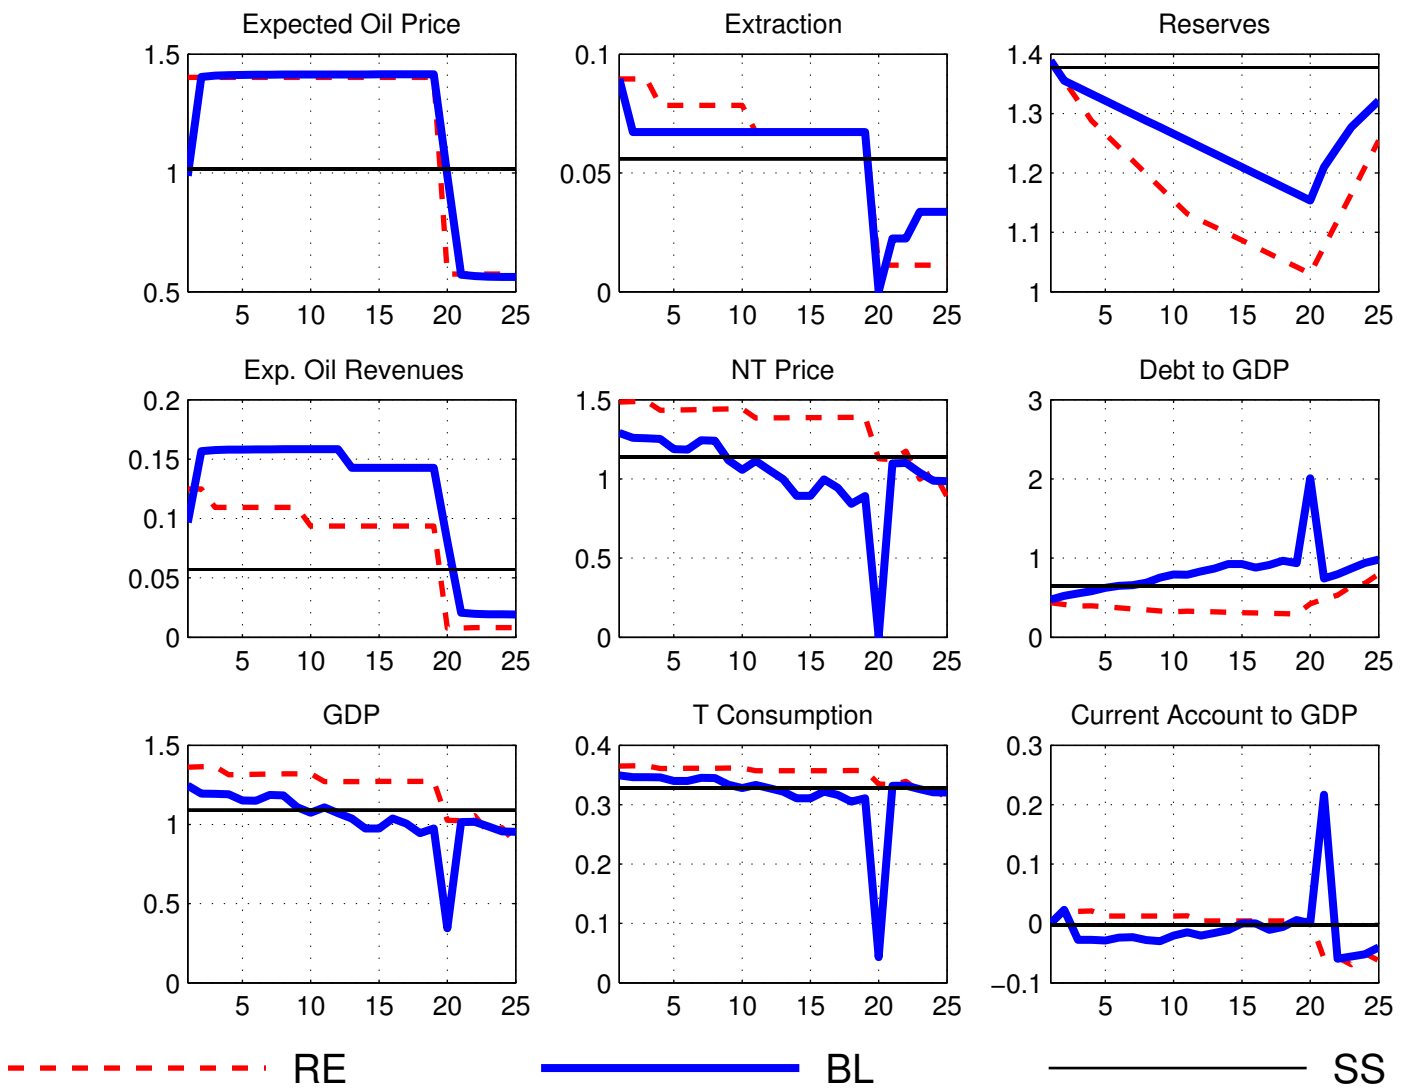 Expected Oil Price
Extraction
Reserves
1.5
1
0.5
5 10 15 20 25
0.1
0.05
0
5 10 15 20 25
1.4
1.3
1.2
1.1
1
5 10 15 20 25
Exp. Oil Revenues
NT Price
Debt to GDP
0.2
0.15
0.1
0.05
0
5 10 15 20 25
1.5
1
0.5
0
5 10 15 20 25
3
2
1
0
5 10 15 20 25
GDP
T Consumption
Current Account to GDP
1.5
1
0.5
0
5 10 15 20 25
0.4
0.3
0.2
0.1
0
5 10 15 20 25
0.3
0.2
0.1
0
−0.1
5 10 15 20 25
RE BL SS